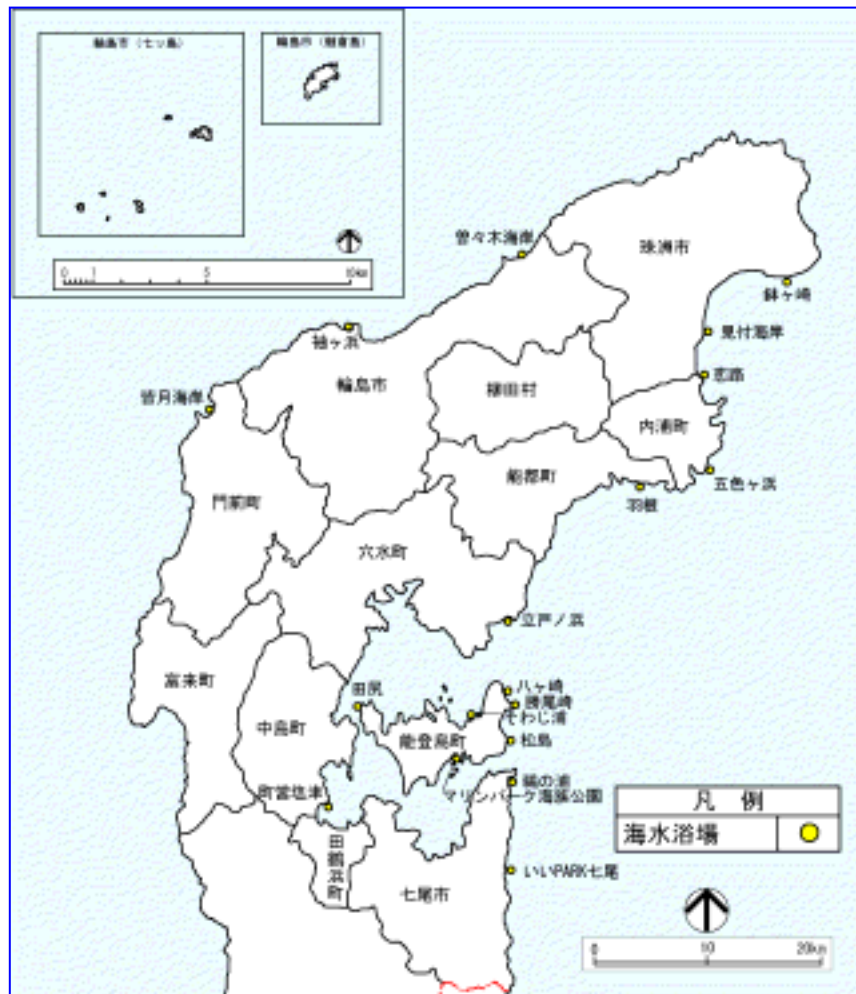 輪島市（七ツ島）
輪島市（舳倉島）
0 1 5 10km
曽々木海岸
珠洲市
鉢ヶ崎
見付海岸
袖ヶ浜
輪島市
柳田村
恋路
皆月海岸
内浦町
能都町
五色ヶ浜
羽根
門前町
穴水町
立戸ノ浜
富来町
田尻
八ヶ崎
勝尾崎
そわじ浦
中島町
能登島町
松島
町営塩津
鵜の浦
マリンパーク海族公園
凡 例
海水浴場
田鶴浜町
七尾市
いいPARK七尾
0 10 20km